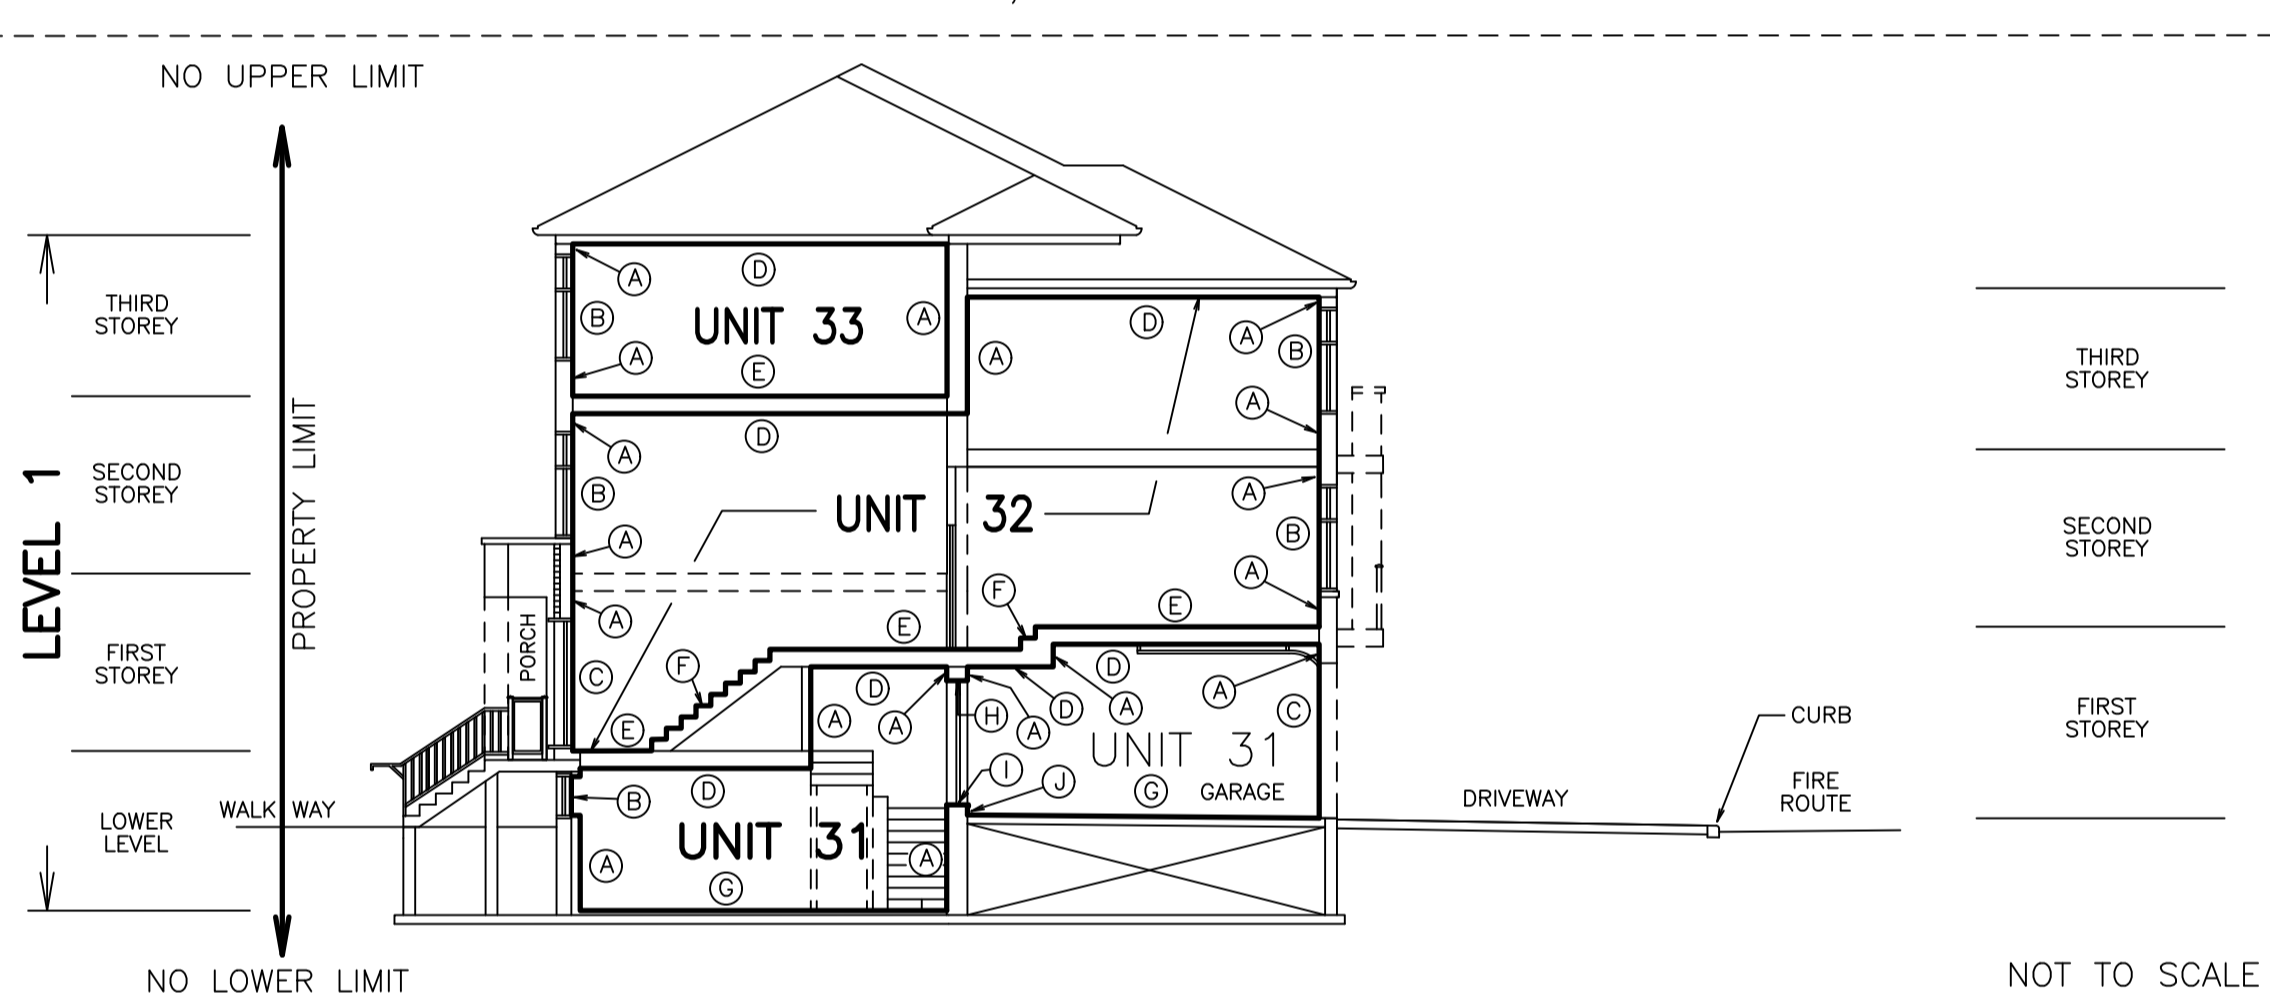 NO UPPER LIMIT
LEVEL 1
THIRD
STOREY
SECOND
STOREY
FIRST
STOREY
LOWER
LEVEL
PROPERTY LIMIT
WALK WAY
NO LOWER LIMIT
PORCH
A
D
B
UNIT 33
A
A
E
D
A
A
B
A
D
A
B
A
UNIT 32
A
B
A
A
F
E
E
A
C
F
E
D
A
A
H
A
D
A
D
A
C
UNIT 31
GARAGE
I
J
G
B
D
UNIT 31
A
G
A
DRIVEWAY
CURB
FIRE
ROUTE
THIRD
STOREY
SECOND
STOREY
FIRST
STOREY
NOT TO SCALE